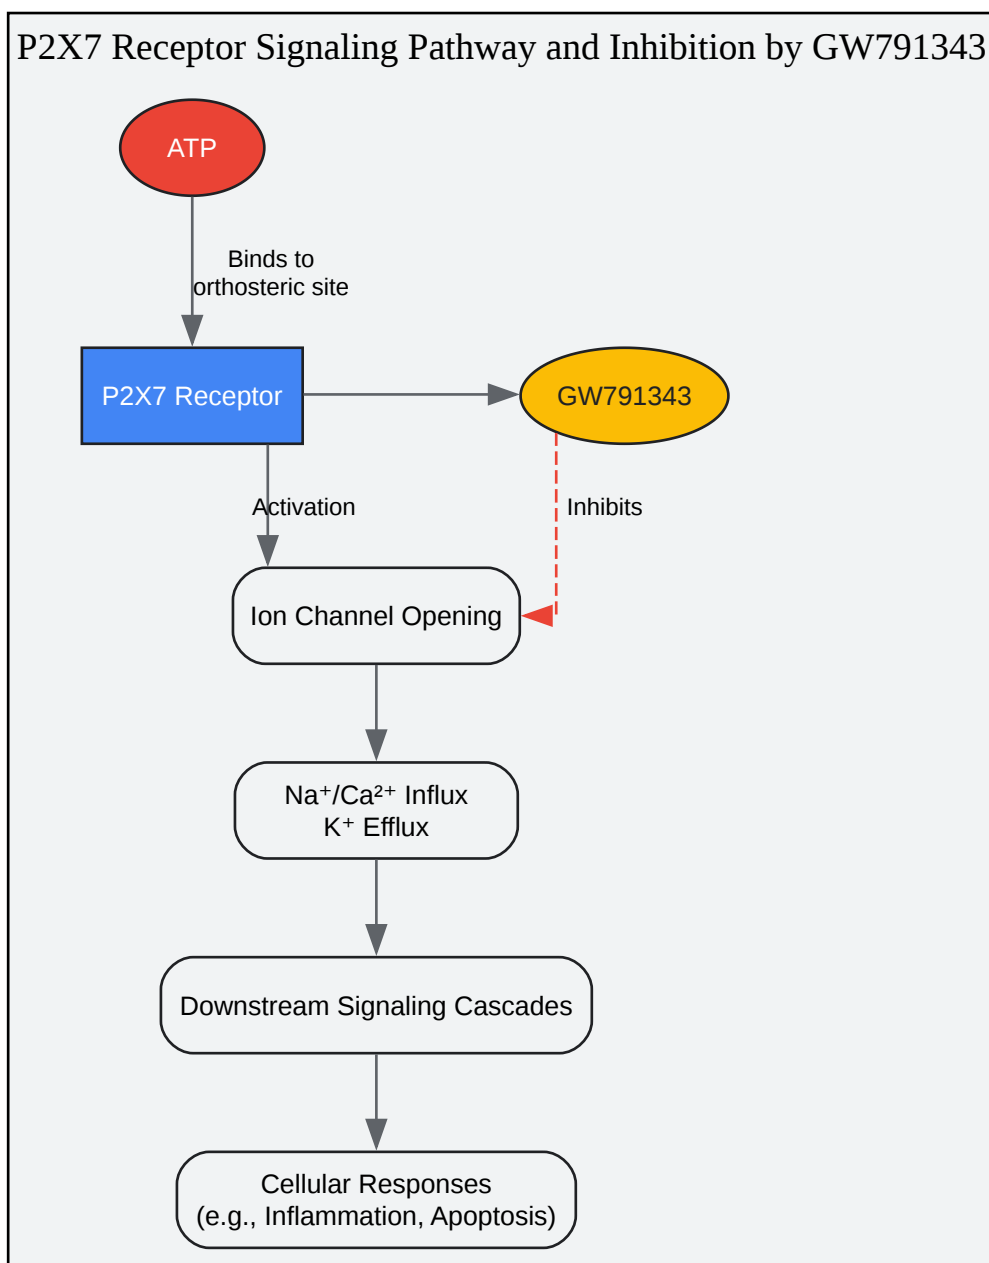 P2X7 Receptor Signaling Pathway and Inhibition by GW791343
ATP
Binds to
orthosteric site
P2X7 Receptor
GW791343
Activation
Inhibits
Ion Channel Opening
Na⁺/Ca²⁺ Influx
K⁺ Efflux
Downstream Signaling Cascades
Cellular Responses
(e.g., Inflammation, Apoptosis)